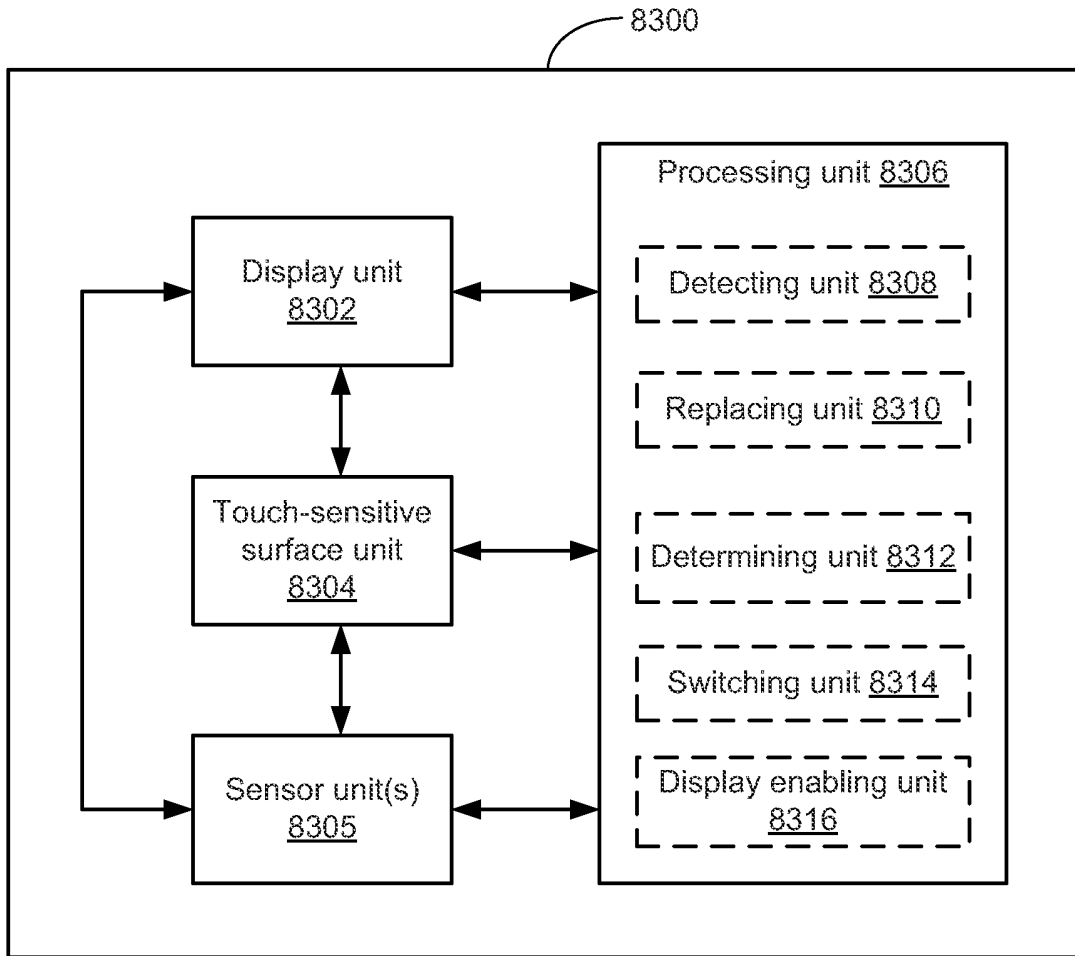 8300
Processing unit 8306
Display unit
8302
Detecting unit 8308
Replacing unit 8310
Touch-sensitive
surface unit
8304
Determining unit 8312
Switching unit 8314
Sensor unit(s)
8305
Display enabling unit
8316